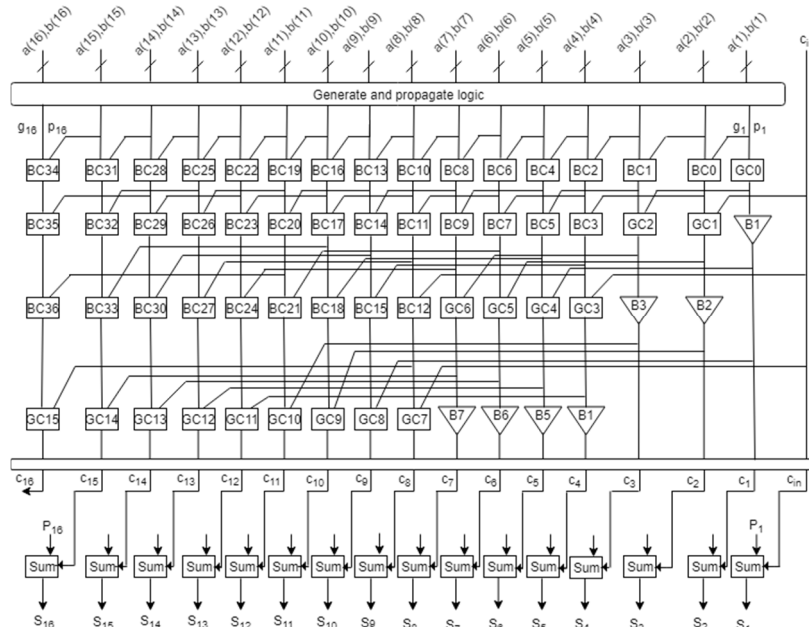 a(16),b(16) a(15),b(15) a(14),b(14) a(13),b(13) a(12),b(12) a(11),b(11) a(10),b(10) a(9),b(9) a(8),b(8) a(7),b(7) a(6),b(6) a(5),b(5) a(4),b(4) a(3),b(3) a(2),b(2) a(1),b(1)
Generate and propagate logic
g16 p16 g1 p1
BC34 BC31 BC28 BC25 BC22 BC19 BC16 BC13 BC10 BC8 BC6 BC4 BC2 BC1 BC0 GC0
BC35 BC32 BC29 BC26 BC23 BC20 BC17 BC14 BC11 BC9 BC7 BC5 BC3 GC2 GC1 B1
BC36 BC33 BC30 BC27 BC24 BC21 BC18 BC15 BC12 GC6 GC5 GC4 GC3 B3 B2
GC15 GC14 GC13 GC12 GC11 GC10 GC9 GC8 GC7 B7 B6 B5 B1
c16 c15 c14 c13 c12 c11 c10 c9 c8 c7 c6 c5 c4 c3 c2 c1 cin
P16 P1
Sum Sum Sum Sum Sum Sum Sum Sum Sum Sum Sum Sum Sum Sum Sum Sum
S16 S15 S14 S13 S12 S11 S10 S9